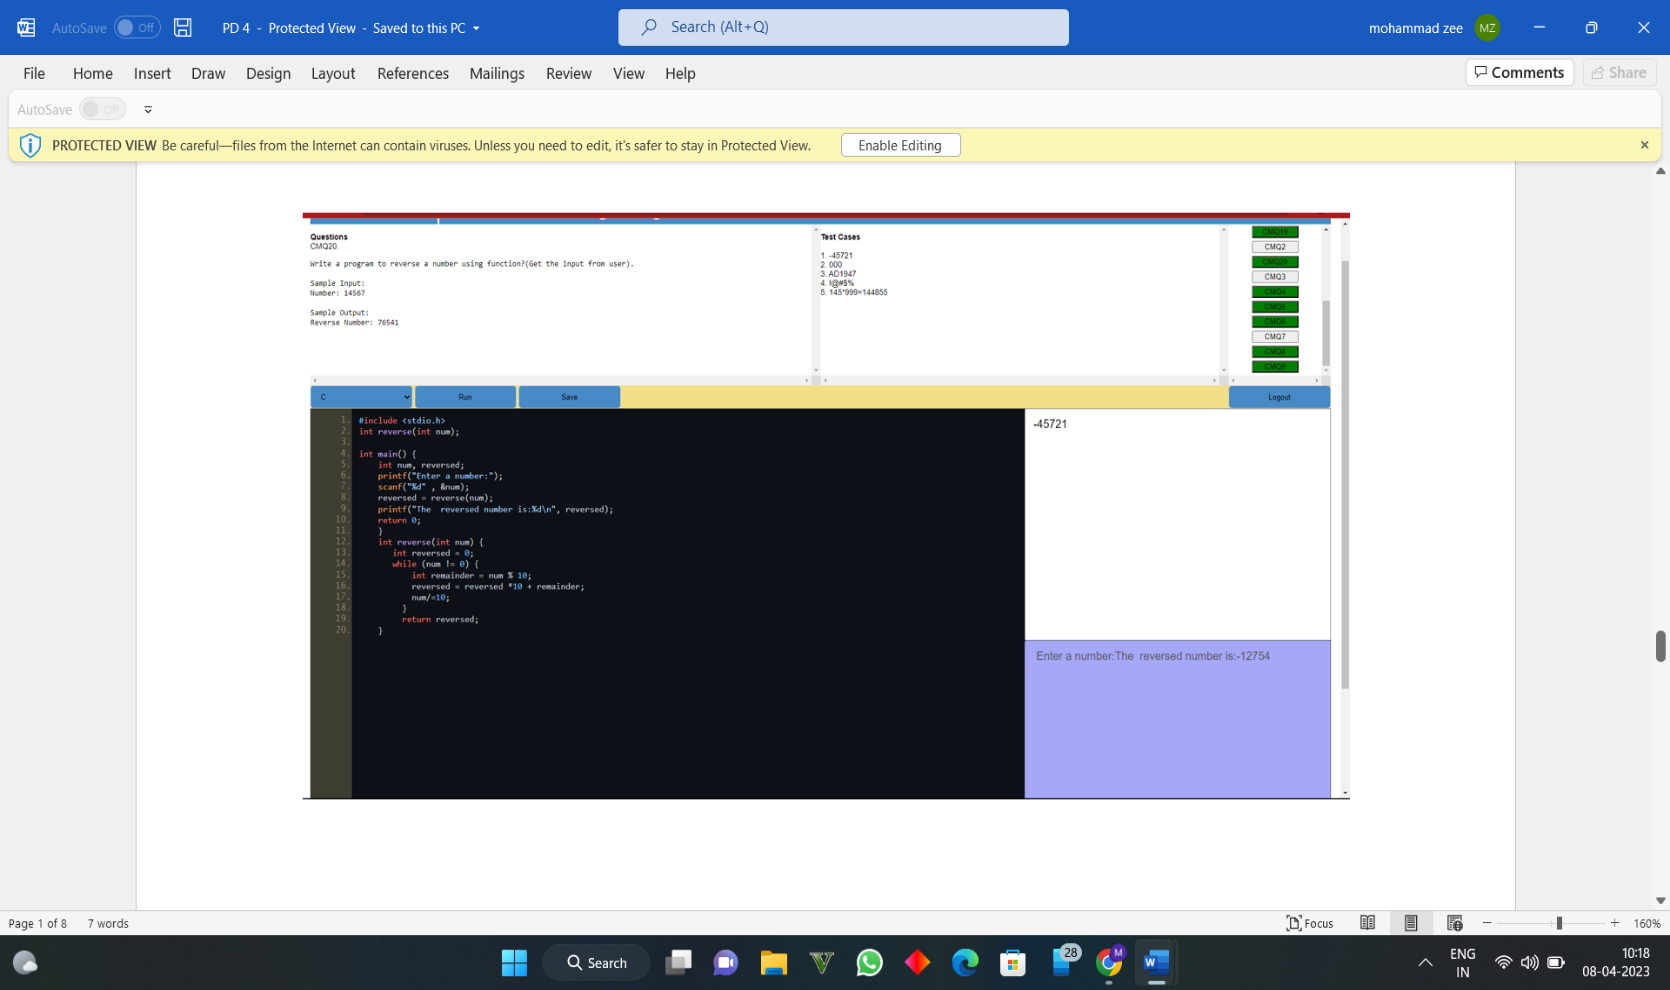 AutoSave Off PD 4 - Protected View - Saved to this PC Search (Alt+Q) mohammad zee MZ
File Home Insert Draw Design Layout References Mailings Review View Help Comments Share
AutoSave Off
PROTECTED VIEW Be careful—files from the Internet can contain viruses. Unless you need to edit, it's safer to stay in Protected View. Enable Editing
Questions
CMQ20.
Write a program to reverse a number using function?(Get the input from user).
Sample Input:
Number: 14567
Sample Output:
Reverse Number: 76541
Test Cases
1. -45721
2. 000
3. AD1947
4. !@#$%
5. 145*999=144855
CMQ19
CMQ2
CMQ20
CMQ3
CMQ4
CMQ5
CMQ6
CMQ7
CMQ8
CMQ9
C Run Save Logout
1. #include <stdio.h>
2. int reverse(int num);
3.
4. int main() {
5. int num, reversed;
6. printf("Enter a number:");
7. scanf("%d" , &num);
8. reversed = reverse(num);
9. printf("The  reversed number is:%d\n", reversed);
10. return 0;
11. }
12. int reverse(int num) {
13. int reversed = 0;
14. while (num != 0) {
15. int remainder = num % 10;
16. reversed = reversed *10 + remainder;
17. num/=10;
18. }
19. return reversed;
20. }
-45721
Enter a number:The  reversed number is:-12754
Page 1 of 8 7 words Focus 160%
Search 28 M ENG
IN
10:18
08-04-2023